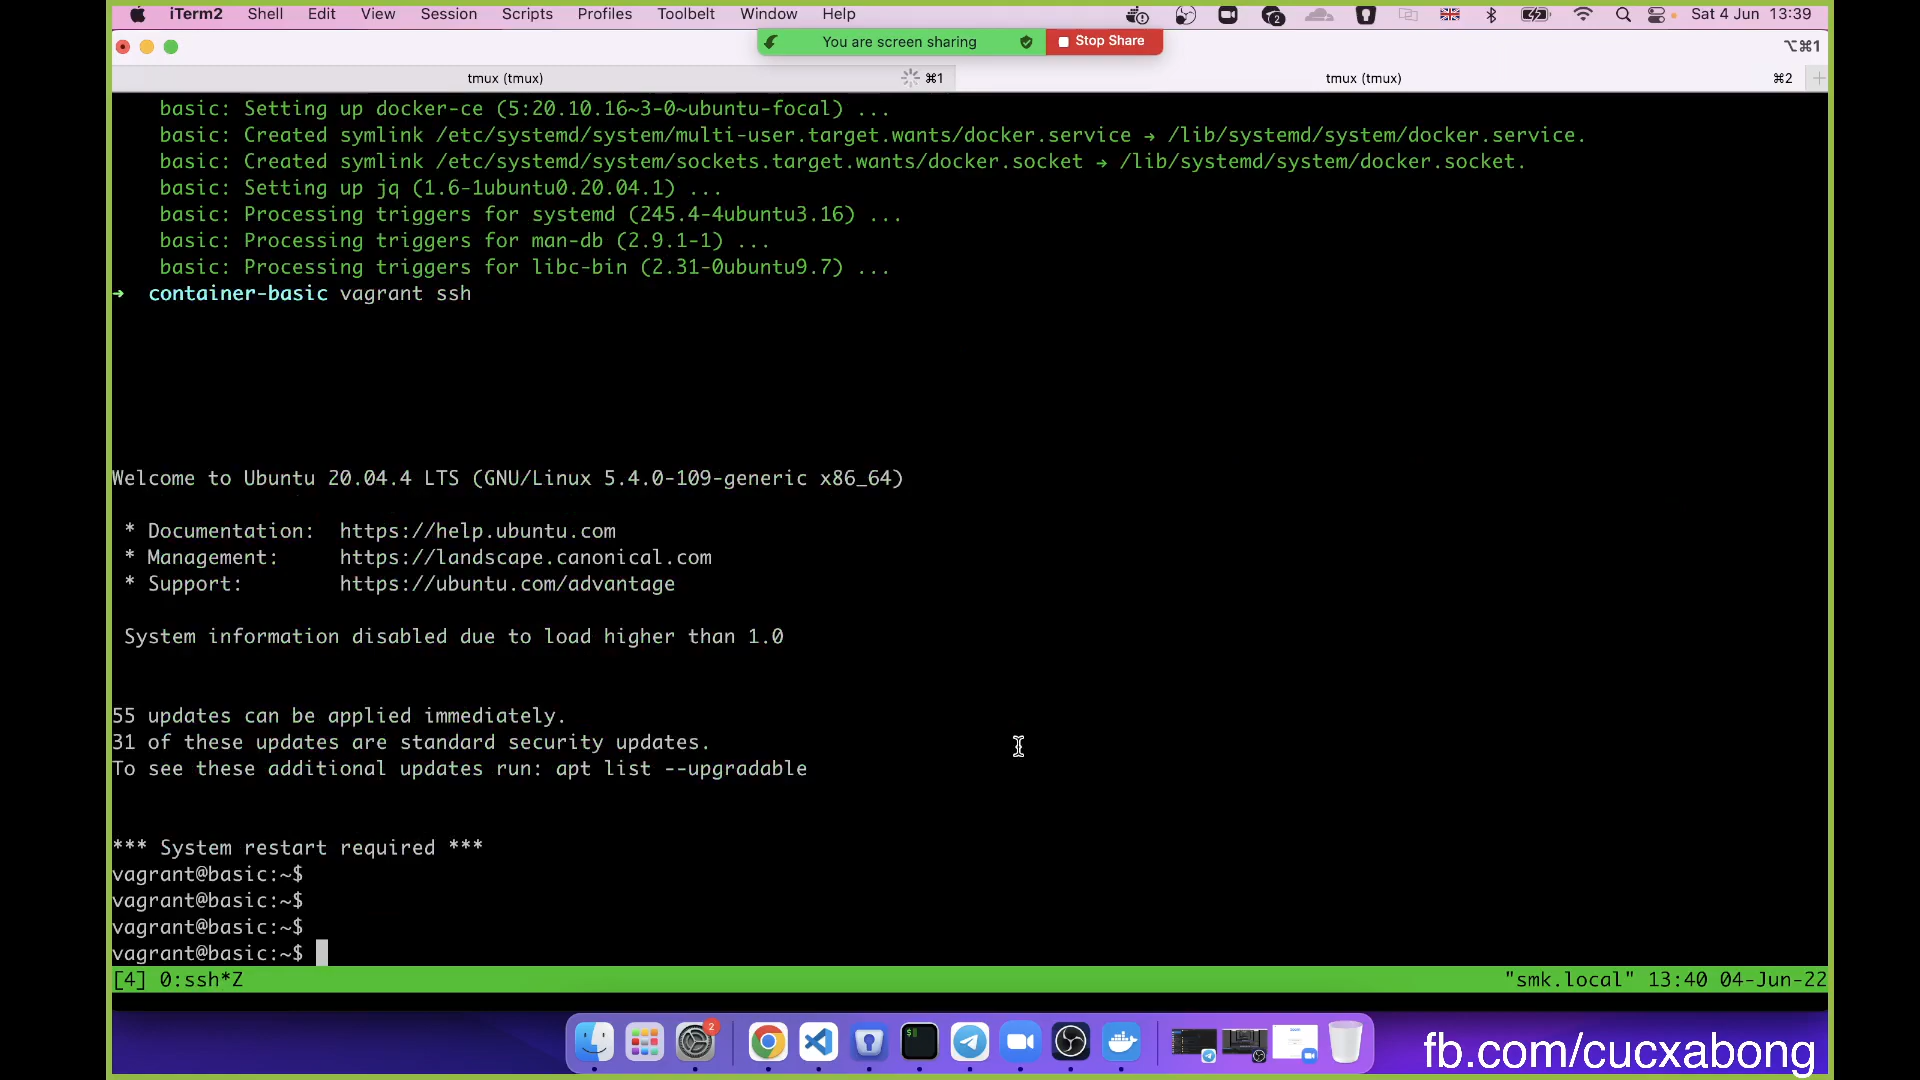 iTerm2 Shell Edit View Session Scripts Profiles Toolbelt Window Help Sat 4 Jun 13:39
You are screen sharing Stop Share ⌥⌘1
tmux (tmux) ⌘1 tmux (tmux) ⌘2 +
basic: Setting up docker-ce (5:20.10.16~3-0~ubuntu-focal) ...
basic: Created symlink /etc/systemd/system/multi-user.target.wants/docker.service → /lib/systemd/system/docker.service.
basic: Created symlink /etc/systemd/system/sockets.target.wants/docker.socket → /lib/systemd/system/docker.socket.
basic: Setting up jq (1.6-1ubuntu0.20.04.1) ...
basic: Processing triggers for systemd (245.4-4ubuntu3.16) ...
basic: Processing triggers for man-db (2.9.1-1) ...
basic: Processing triggers for libc-bin (2.31-0ubuntu9.7) ...
→ container-basic vagrant ssh
Welcome to Ubuntu 20.04.4 LTS (GNU/Linux 5.4.0-109-generic x86_64)
* Documentation: https://help.ubuntu.com
* Management: https://landscape.canonical.com
* Support: https://ubuntu.com/advantage
System information disabled due to load higher than 1.0
55 updates can be applied immediately.
31 of these updates are standard security updates.
To see these additional updates run: apt list --upgradable
*** System restart required ***
vagrant@basic:~$
vagrant@basic:~$
vagrant@basic:~$
vagrant@basic:~$
[4] 0:ssh*Z "smk.local" 13:40 04-Jun-22
2
fb.com/cucxabong